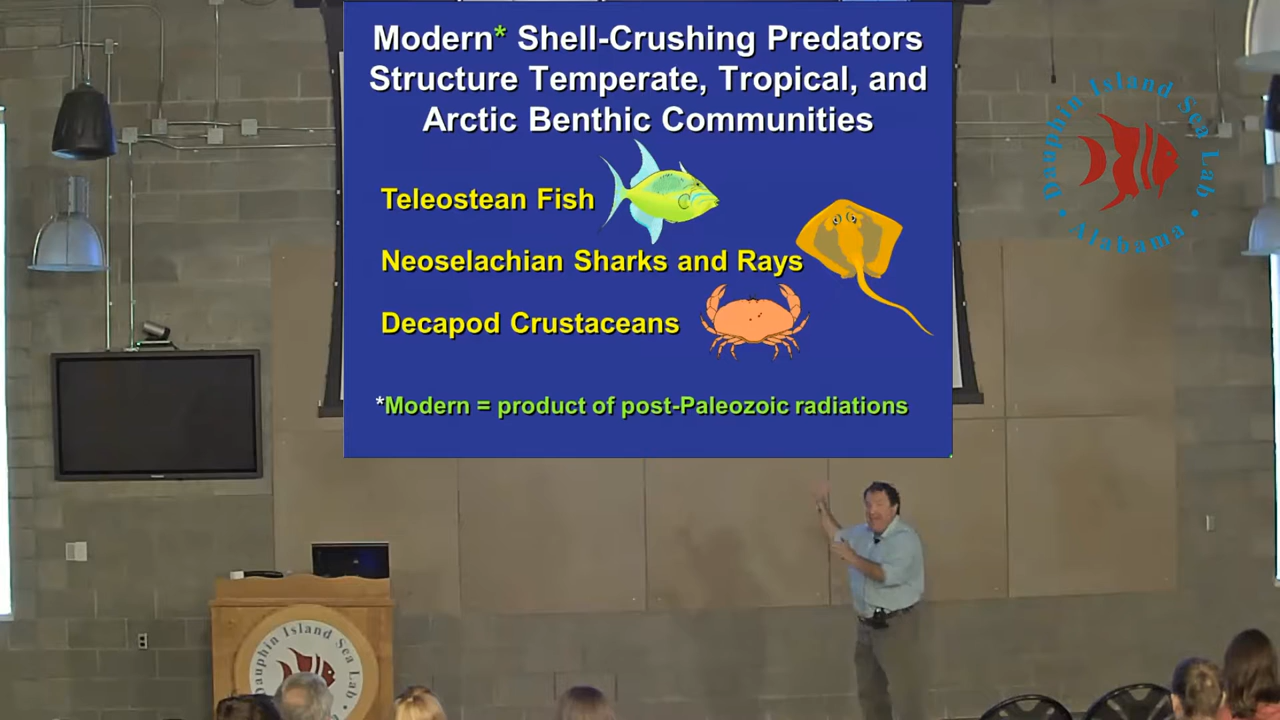 Modern* Shell-Crushing Predators
Structure Temperate, Tropical, and
Arctic Benthic Communities
Teleostean Fish
Neoselachian Sharks and Rays
Decapod Crustaceans
*Modern = product of post-Paleozoic radiations
Dauphin Island Sea Lab
• Alabama •
Dauphin Island Sea Lab